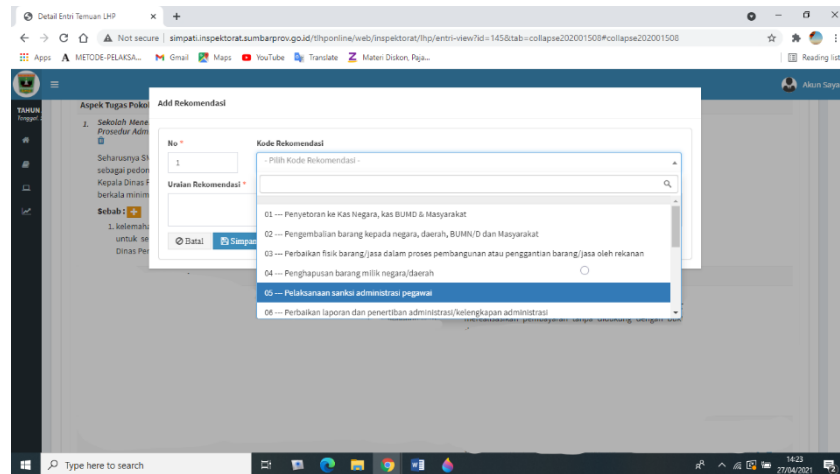 Detail Entri Temuan LHP
Not secure | simpati.inspektorat.sumbarprov.go.id/tlhponline/web/inspektorat/lhp/entri-view?id=145&tab=collapse202001508#collapse202001508
Apps METODE-PELAKSA... Gmail Maps YouTube Translate Materi Diskon, Paja... Reading list
Akun Saya
TAHUN
Aspek Tugas Pokol
Add Rekomendasi
1. Sekolah Mene
Prosedur Adm
No *
Kode Rekomendasi
1
- Pilih Kode Rekomendasi -
Seharusnya
sebagai pedon
Kepala Dinas
berkala minim
Uraian Rekomendasi *
Sebab :
1. kelemaha
untuk se
Dinas Per
Batal
Simpan
01 --- Penyetoran ke Kas Negara, kas BUMD & Masyarakat
02 --- Pengembalian barang kepada negara, daerah, BUMN/D dan Masyarakat
03 --- Perbaikan fisik barang/jasa dalam proses pembangunan atau penggantian barang/jasa oleh rekanan
04 --- Penghapusan barang milik negara/daerah
05 --- Pelaksanaan sanksi administrasi pegawai
06 --- Perbaikan laporan dan penertiban administrasi/kelengkapan administrasi
Type here to search
14:23
27/04/2021